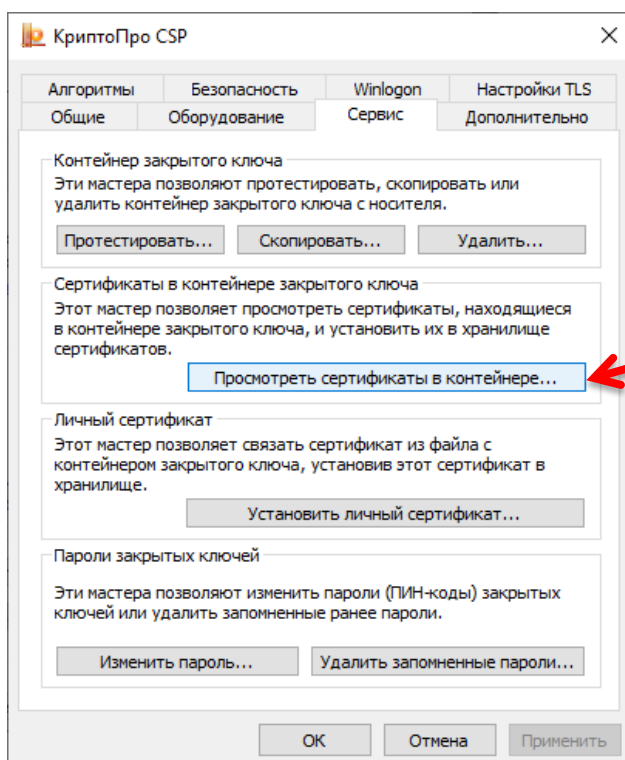 КриптоПро CSP
Алгоритмы Безопасность Winlogon Настройки TLS
Общие Оборудование Сервис Дополнительно
Контейнер закрытого ключа
Эти мастера позволяют протестировать, скопировать или
удалить контейнер закрытого ключа с носителя.
Протестировать... Скопировать... Удалить...
Сертификаты в контейнере закрытого ключа
Этот мастер позволяет просмотреть сертификаты, находящиеся
в контейнере закрытого ключа, и установить их в хранилище
сертификатов.
Просмотреть сертификаты в контейнере...
Личный сертификат
Этот мастер позволяет связать сертификат из файла с
контейнером закрытого ключа, установив этот сертификат в
хранилище.
Установить личный сертификат...
Пароли закрытых ключей
Эти мастера позволяют изменить пароли (ПИН-коды) закрытых
ключей или удалить запомненные ранее пароли.
Изменить пароль... Удалить запомненные пароли...
ОК Отмена Применить